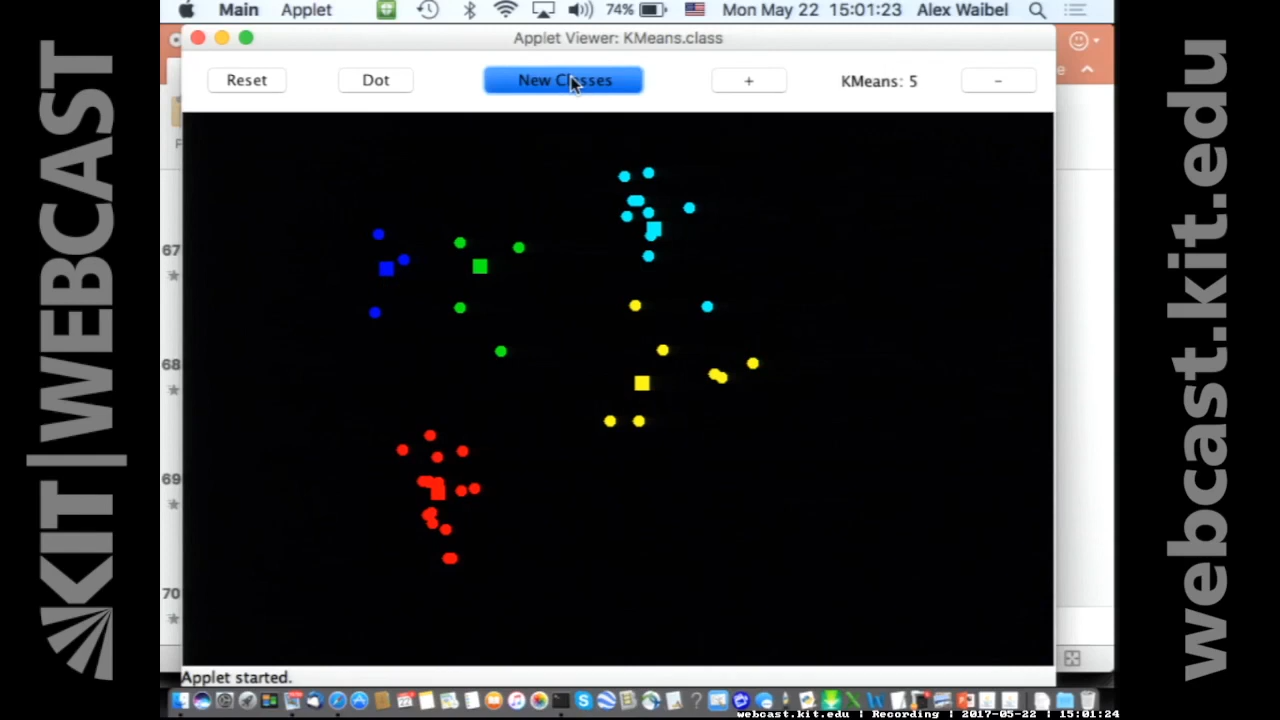 Main Applet 74% Mon May 22 15:01:23 Alex Waibel
Applet Viewer: KMeans.class
Reset Dot New Classes + KMeans: 5 -
67
68
69
70
Applet started.
KIT|WEBCAST
webcast.kit.edu
webcast.kit.edu | Recording | 2017-05-22 | 15:01:24